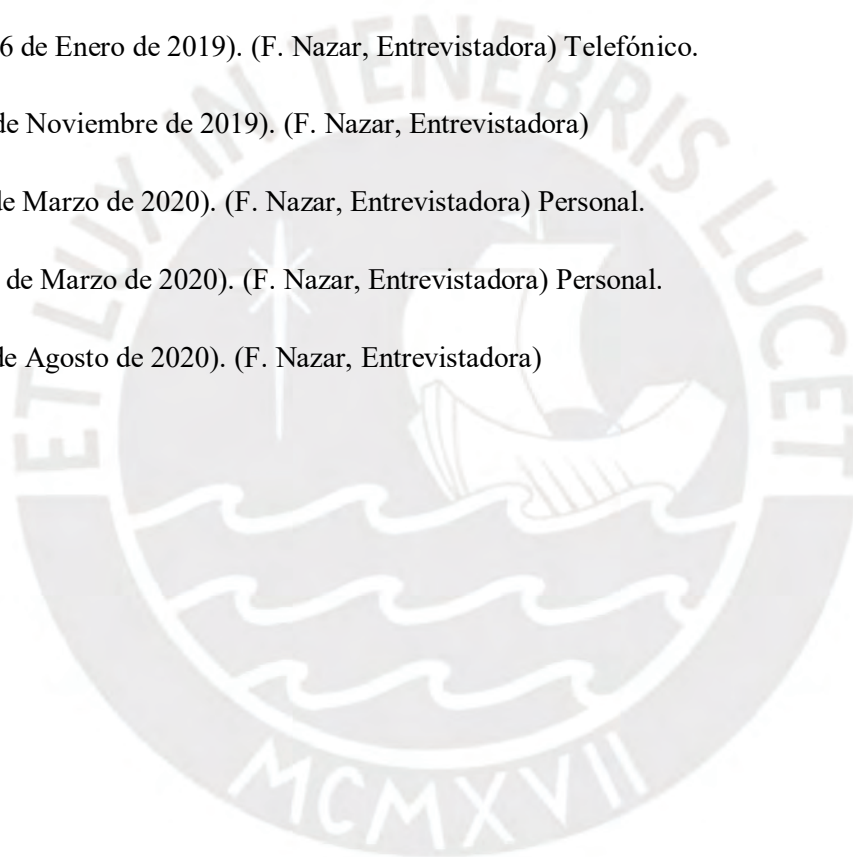 6 de Enero de 2019). (F. Nazar, Entrevistadora) Telefónico.
de Noviembre de 2019). (F. Nazar, Entrevistadora)
de Marzo de 2020). (F. Nazar, Entrevistadora) Personal.
de Marzo de 2020). (F. Nazar, Entrevistadora) Personal.
de Agosto de 2020). (F. Nazar, Entrevistadora)
ET LUX IN TENEBRIS LUCET
MCMXVII